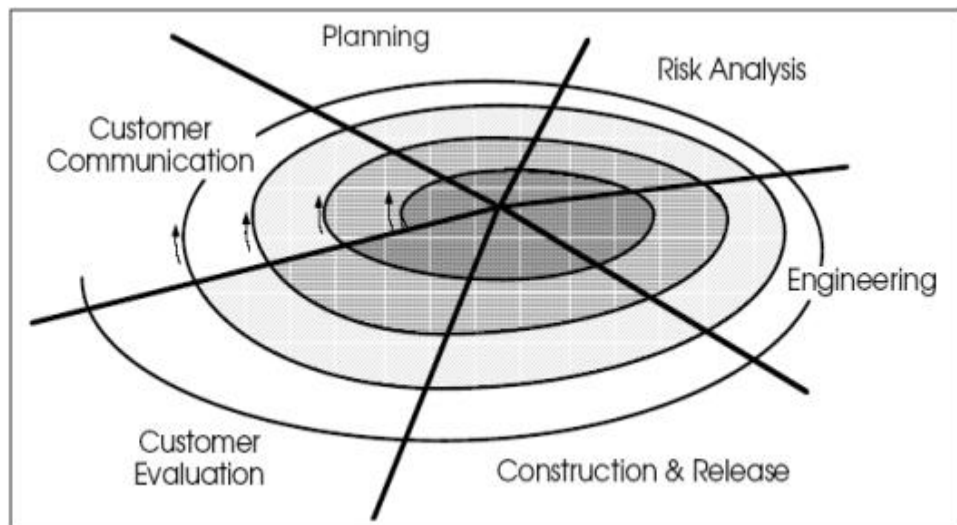 Planning
Risk Analysis
Customer
Communication
Engineering
Customer
Evaluation
Construction & Release